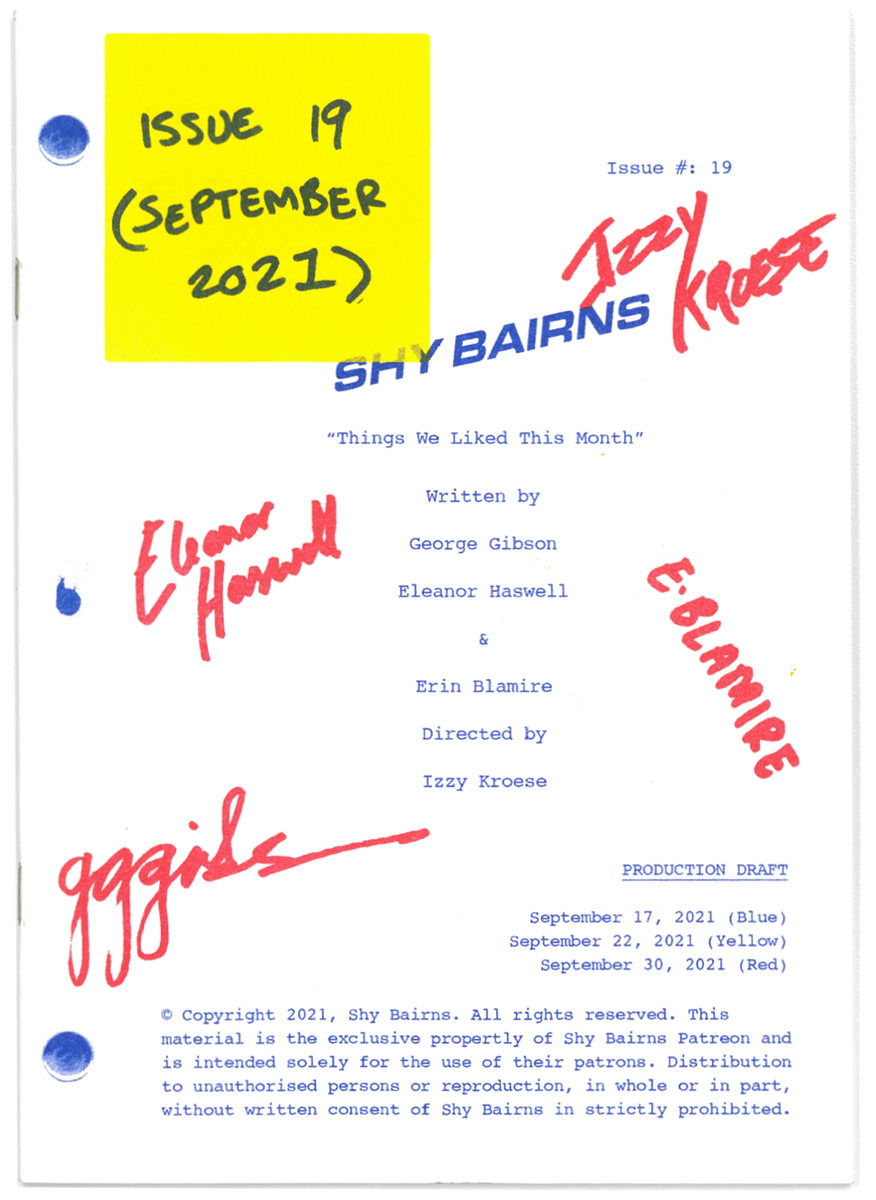 ISSUE 19
(SEPTEMBER
2021)
Issue #: 19
Izzy
KROESE
SHY BAIRNS
“Things We Liked This Month”
Written by
George Gibson
Eleanor Haswell
&
Erin Blamire
Directed by
Izzy Kroese
Eleanor
Haswell
E.BLAMIRE
PRODUCTION DRAFT
September 17, 2021 (Blue)
September 22, 2021 (Yellow)
September 30, 2021 (Red)
© Copyright 2021, Shy Bairns. All rights reserved. This
material is the exclusive propertly of Shy Bairns Patreon and
is intended solely for the use of their patrons. Distribution
to unauthorised persons or reproduction, in whole or in part,
without written consent of Shy Bairns in strictly prohibited.